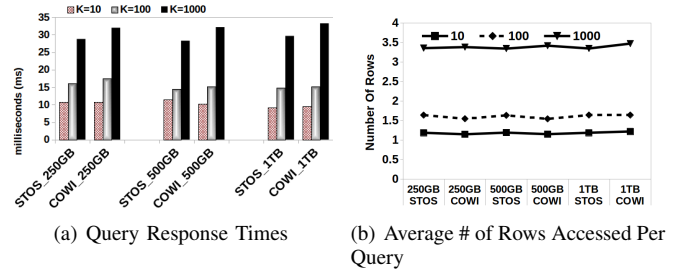 K=10 K=100 K=1000
milliseconds (ms)
35
30
25
20
15
10
5
0
STOS_250GB
COWI_250GB
STOS_500GB
COWI_500GB
STOS_1TB
COWI_1TB
(a) Query Response Times
10 100 1000
Number Of Rows
4
3.5
3
2.5
2
1.5
1
0.5
0
250GB 250GB 500GB 500GB 1TB 1TB
STOS COWI STOS COWI STOS COWI
(b) Average # of Rows Accessed Per
Query